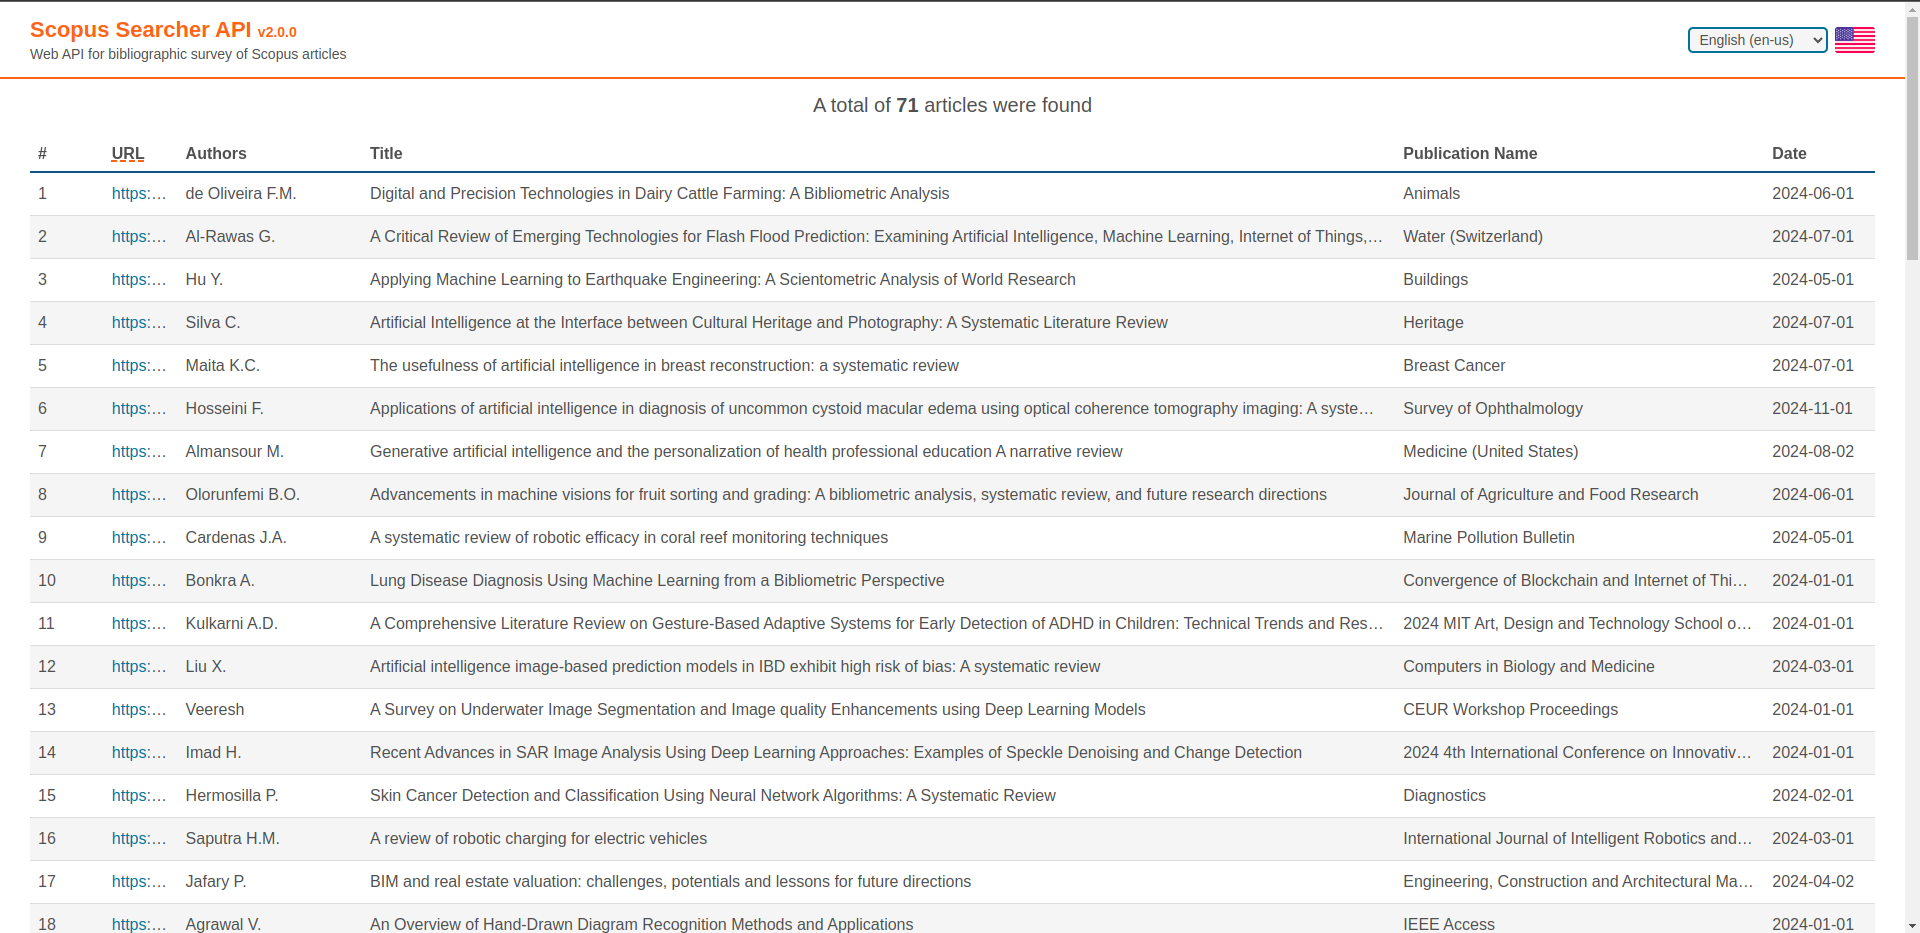 Scopus Searcher API v2.0.0
Web API for bibliographic survey of Scopus articles
English (en-us)
A total of 71 articles were found
# URL Authors Title Publication Name Date
1 https:… de Oliveira F.M. Digital and Precision Technologies in Dairy Cattle Farming: A Bibliometric Analysis Animals 2024-06-01
2 https:… Al-Rawas G. A Critical Review of Emerging Technologies for Flash Flood Prediction: Examining Artificial Intelligence, Machine Learning, Internet of Things,… Water (Switzerland) 2024-07-01
3 https:… Hu Y. Applying Machine Learning to Earthquake Engineering: A Scientometric Analysis of World Research Buildings 2024-05-01
4 https:… Silva C. Artificial Intelligence at the Interface between Cultural Heritage and Photography: A Systematic Literature Review Heritage 2024-07-01
5 https:… Maita K.C. The usefulness of artificial intelligence in breast reconstruction: a systematic review Breast Cancer 2024-07-01
6 https:… Hosseini F. Applications of artificial intelligence in diagnosis of uncommon cystoid macular edema using optical coherence tomography imaging: A syste… Survey of Ophthalmology 2024-11-01
7 https:… Almansour M. Generative artificial intelligence and the personalization of health professional education A narrative review Medicine (United States) 2024-08-02
8 https:… Olorunfemi B.O. Advancements in machine visions for fruit sorting and grading: A bibliometric analysis, systematic review, and future research directions Journal of Agriculture and Food Research 2024-06-01
9 https:… Cardenas J.A. A systematic review of robotic efficacy in coral reef monitoring techniques Marine Pollution Bulletin 2024-05-01
10 https:… Bonkra A. Lung Disease Diagnosis Using Machine Learning from a Bibliometric Perspective Convergence of Blockchain and Internet of Thi… 2024-01-01
11 https:… Kulkarni A.D. A Comprehensive Literature Review on Gesture-Based Adaptive Systems for Early Detection of ADHD in Children: Technical Trends and Res… 2024 MIT Art, Design and Technology School o… 2024-01-01
12 https:… Liu X. Artificial intelligence image-based prediction models in IBD exhibit high risk of bias: A systematic review Computers in Biology and Medicine 2024-03-01
13 https:… Veeresh A Survey on Underwater Image Segmentation and Image quality Enhancements using Deep Learning Models CEUR Workshop Proceedings 2024-01-01
14 https:… Imad H. Recent Advances in SAR Image Analysis Using Deep Learning Approaches: Examples of Speckle Denoising and Change Detection 2024 4th International Conference on Innovativ… 2024-01-01
15 https:… Hermosilla P. Skin Cancer Detection and Classification Using Neural Network Algorithms: A Systematic Review Diagnostics 2024-02-01
16 https:… Saputra H.M. A review of robotic charging for electric vehicles International Journal of Intelligent Robotics and… 2024-03-01
17 https:… Jafary P. BIM and real estate valuation: challenges, potentials and lessons for future directions Engineering, Construction and Architectural Ma… 2024-04-02
18 https:… Agrawal V. An Overview of Hand-Drawn Diagram Recognition Methods and Applications IEEE Access 2024-01-01